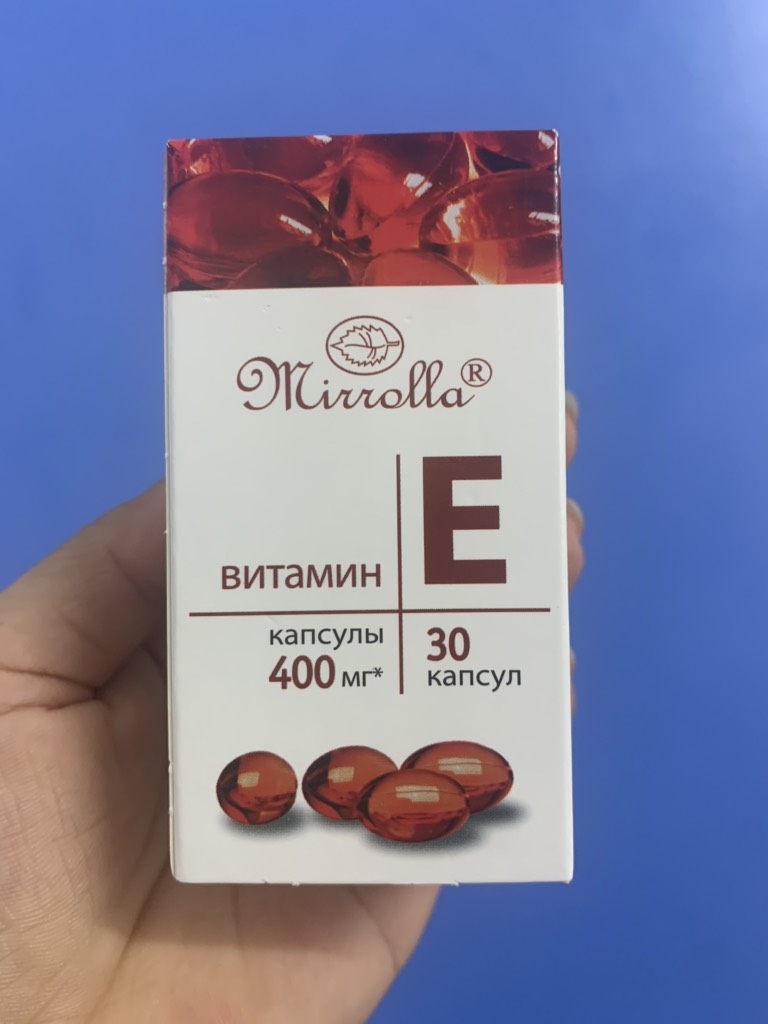 Mirrolla®
витамин E
капсулы
400 мг*
30
капсул